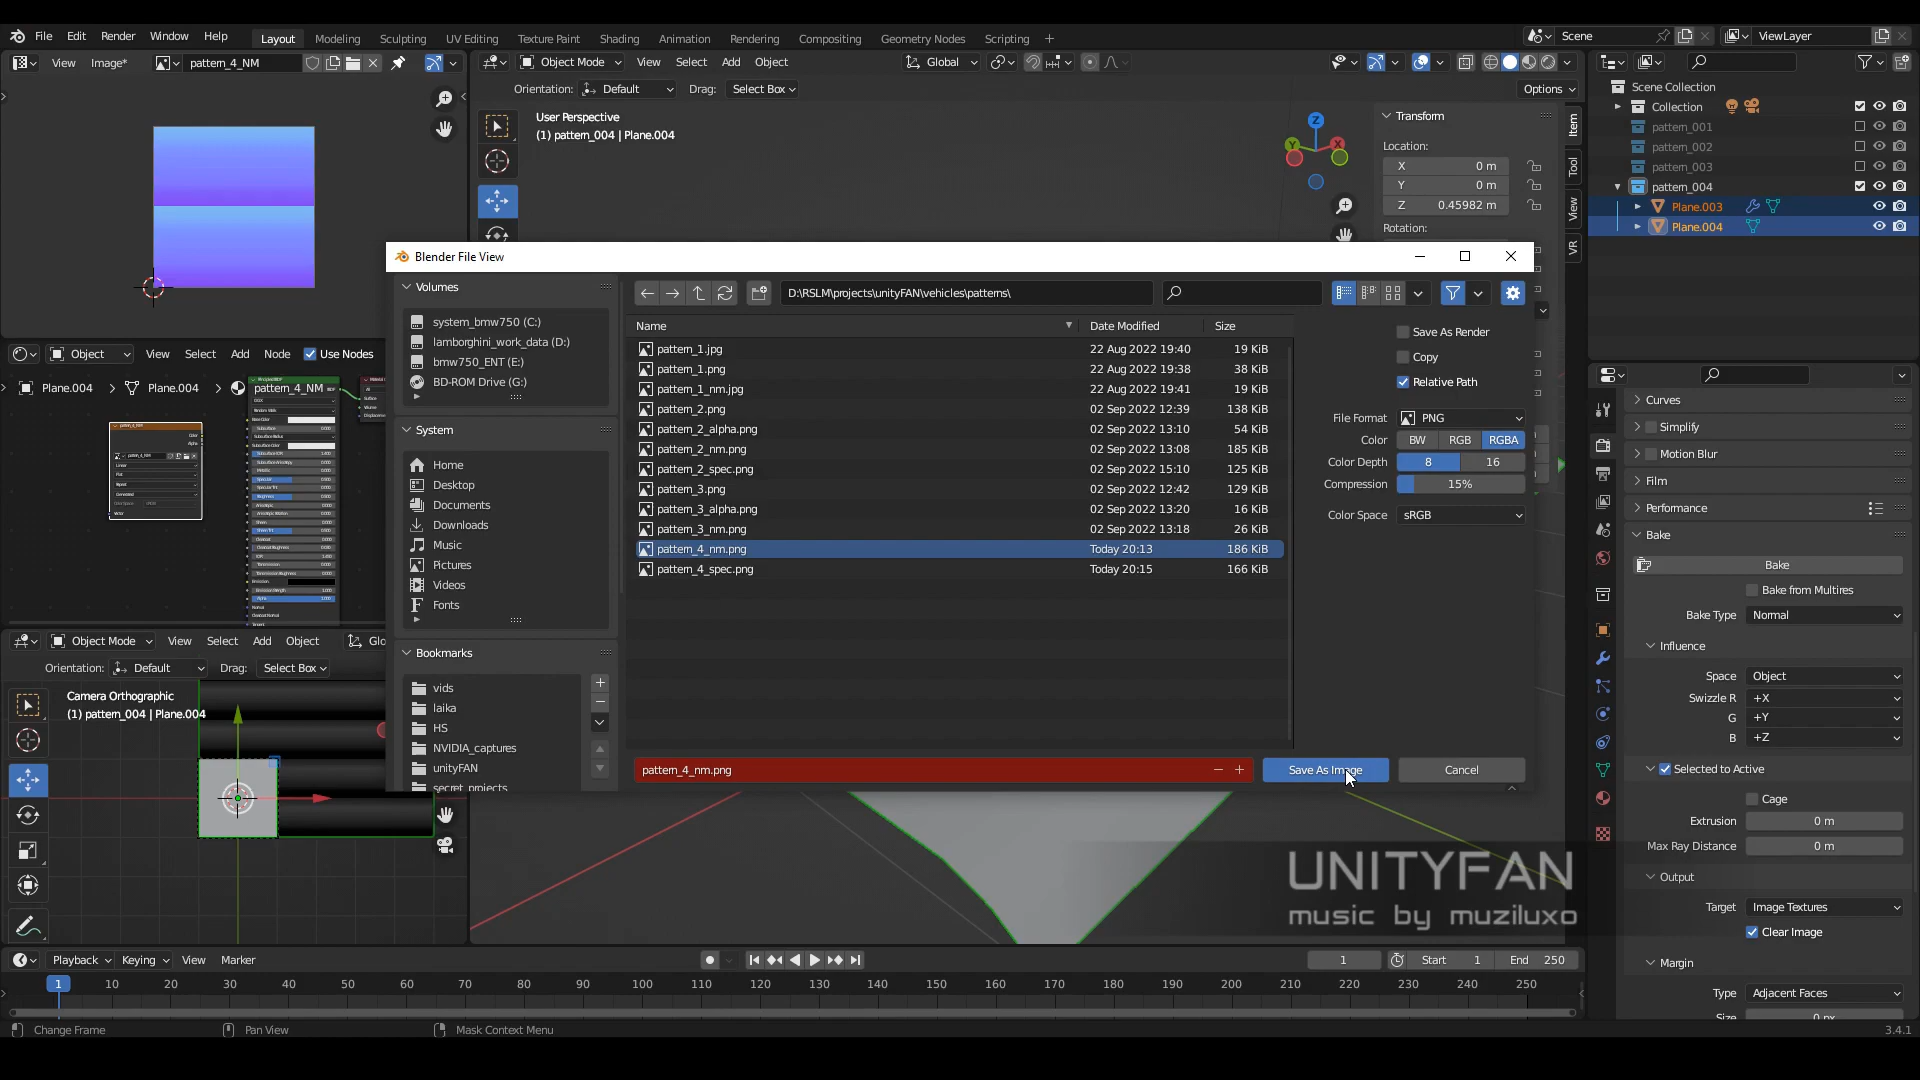 File Edit Render Window Help
Layout Modeling Sculpting UV Editing Texture Paint Shading Animation Rendering Compositing Geometry Nodes Scripting +
Scene
ViewLayer
View Image*
pattern_4_NM
Object Mode View Select Add Object
Global
Orientation: Default Drag: Select Box
Options
User Perspective
(1) pattern_004 | Plane.004
Transform
Location:
X 0 m
Y 0 m
Z 0.45982 m
Rotation:
Item
Tool
View
VR
Scene Collection
Collection
pattern_001
pattern_002
pattern_003
pattern_004
Plane.003
Plane.004
Blender File View
Volumes
system_bmw750 (C:)
lamborghini_work_data (D:)
bmw750_ENT (E:)
BD-ROM Drive (G:)
System
Home
Desktop
Documents
Downloads
Music
Pictures
Videos
Fonts
Bookmarks
vids
laika
HS
NVIDIA_captures
unityFAN
secret projects
D:\RSLM\projects\unityFAN\vehicles\patterns\
Name Date Modified Size
pattern_1.jpg 22 Aug 2022 19:40 19 KiB
pattern_1.png 22 Aug 2022 19:38 38 KiB
pattern_1_nm.jpg 22 Aug 2022 19:41 19 KiB
pattern_2.png 02 Sep 2022 12:39 138 KiB
pattern_2_alpha.png 02 Sep 2022 13:10 54 KiB
pattern_2_nm.png 02 Sep 2022 13:08 185 KiB
pattern_2_spec.png 02 Sep 2022 15:10 125 KiB
pattern_3.png 02 Sep 2022 12:42 129 KiB
pattern_3_alpha.png 02 Sep 2022 13:20 16 KiB
pattern_3_nm.png 02 Sep 2022 13:18 26 KiB
pattern_4_nm.png Today 20:13 186 KiB
pattern_4_spec.png Today 20:15 166 KiB
Save As Render
Copy
Relative Path
File Format PNG
Color BW RGB RGBA
Color Depth 8 16
Compression 15%
Color Space sRGB
pattern_4_nm.png
Save As Image
Cancel
Object View Select Add Node Use Nodes
Plane.004 Plane.004 pattern_4_NM
Object Mode View Select Add Object Glo
Orientation: Default Drag: Select Box
Camera Orthographic
(1) pattern_004 | Plane.004
Curves
Simplify
Motion Blur
Film
Performance
Bake
Bake
Bake from Multires
Bake Type Normal
Influence
Space Object
Swizzle R +X
G +Y
B +Z
Selected to Active
Cage
Extrusion 0 m
Max Ray Distance 0 m
Output
Target Image Textures
Clear Image
Margin
Type Adjacent Faces
Size 0 px
UNITYFAN
music by muziluxo
Playback Keying View Marker
1
Start 1
End 250
1 10 20 30 40 50 60 70 80 90 100 110 120 130 140 150 160 170 180 190 200 210 220 230 240 250
Change Frame
Pan View
Mask Context Menu
3.4.1